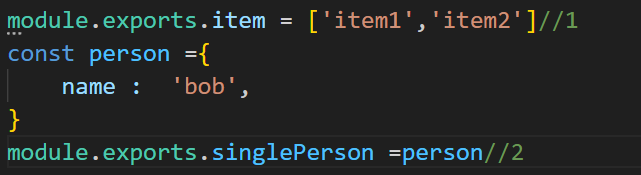 module.exports.item = ['item1','item2']//1
const person ={
    name :  'bob',
}
module.exports.singlePerson =person//2